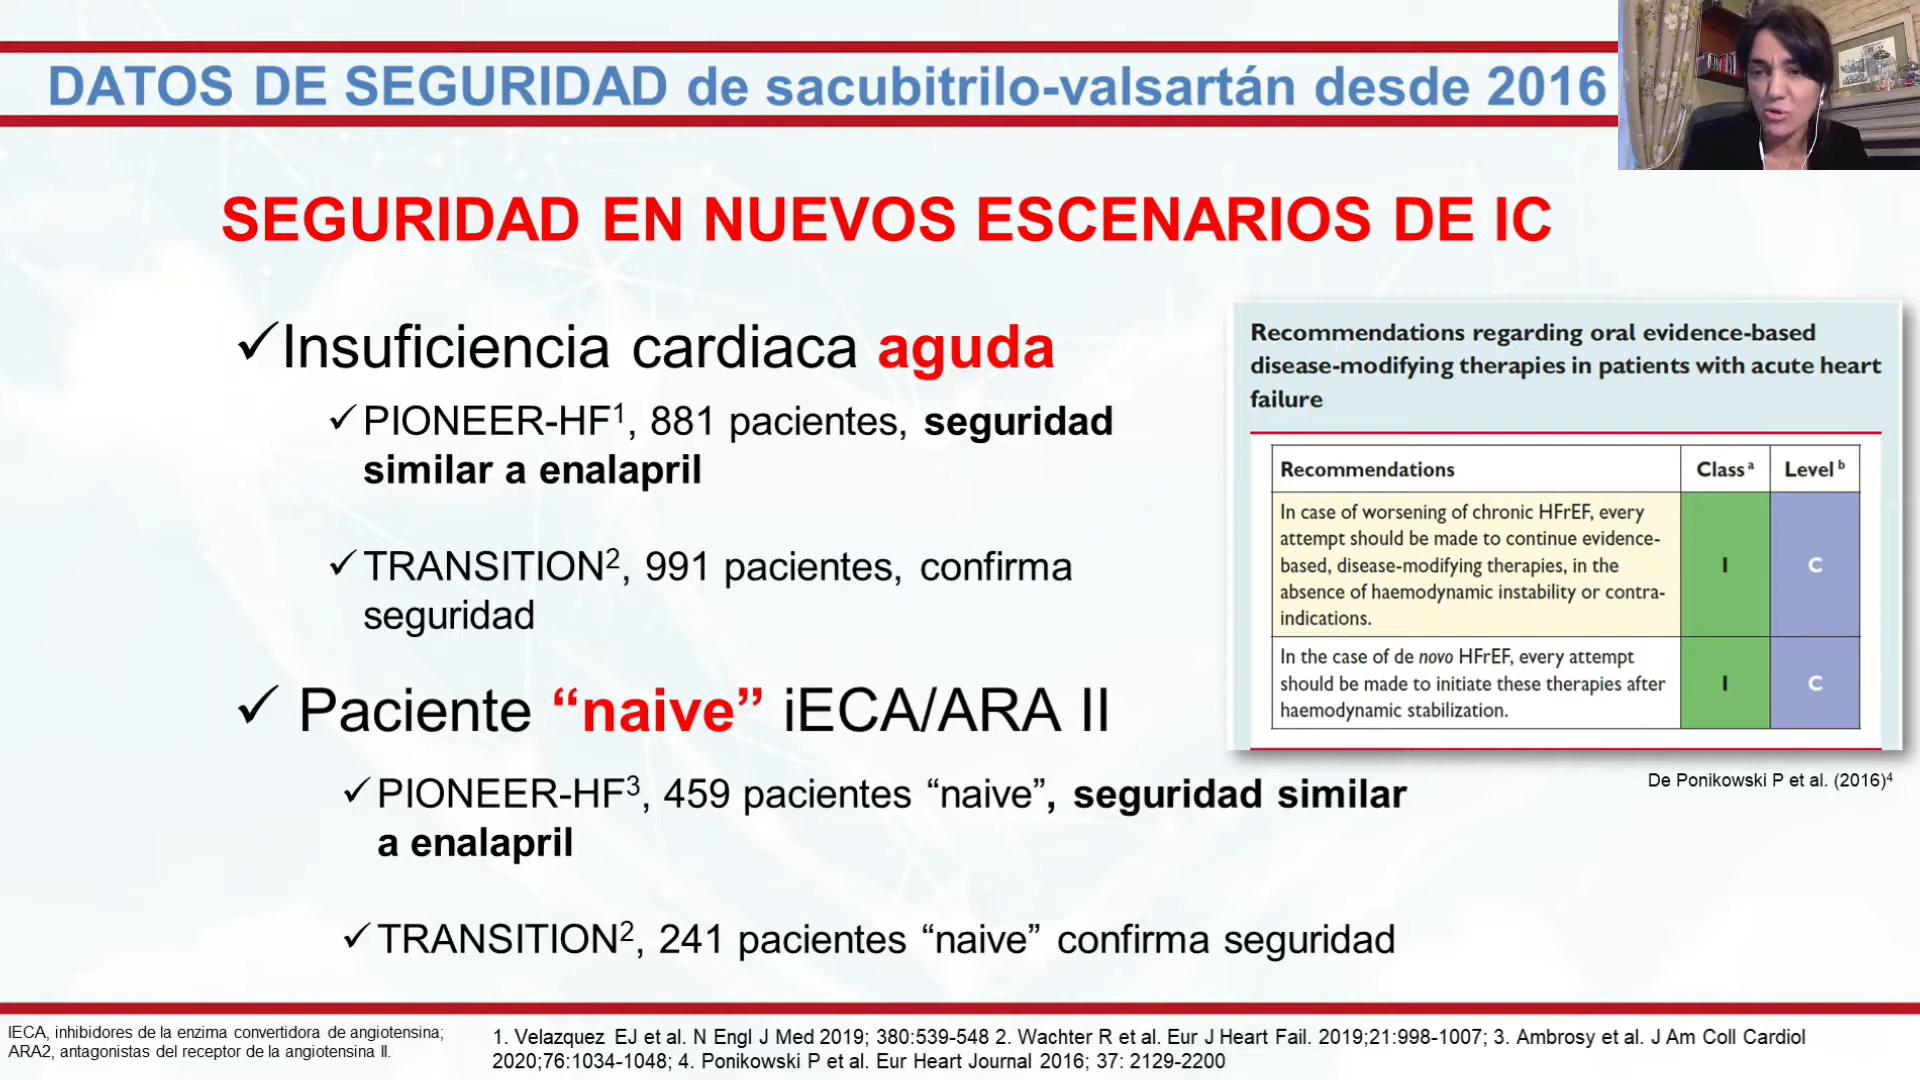 DATOS DE SEGURIDAD de sacubitrilo-valsartán desde 2016
SEGURIDAD EN NUEVOS ESCENARIOS DE IC
✓Insuficiencia cardiaca aguda
✓PIONEER-HF¹, 881 pacientes, seguridad
similar a enalapril
✓TRANSITION², 991 pacientes, confirma
seguridad
✓ Paciente “naive” iECA/ARA II
✓PIONEER-HF³, 459 pacientes “naive”, seguridad similar
a enalapril
✓TRANSITION², 241 pacientes “naive” confirma seguridad
Recommendations regarding oral evidence-based
disease-modifying therapies in patients with acute heart
failure
Recommendations Class ᵃ Level ᵇ
In case of worsening of chronic HFrEF, every
attempt should be made to continue evidence-
based, disease-modifying therapies, in the
absence of haemodynamic instability or contra-
indications.
I C
In the case of de novo HFrEF, every attempt
should be made to initiate these therapies after
haemodynamic stabilization.
I C
De Ponikowski P et al. (2016)⁴
IECA, inhibidores de la enzima convertidora de angiotensina;
ARA2, antagonistas del receptor de la angiotensina II.
1. Velazquez EJ et al. N Engl J Med 2019; 380:539-548 2. Wachter R et al. Eur J Heart Fail. 2019;21:998-1007; 3. Ambrosy et al. J Am Coll Cardiol
2020;76:1034-1048; 4. Ponikowski P et al. Eur Heart Journal 2016; 37: 2129-2200